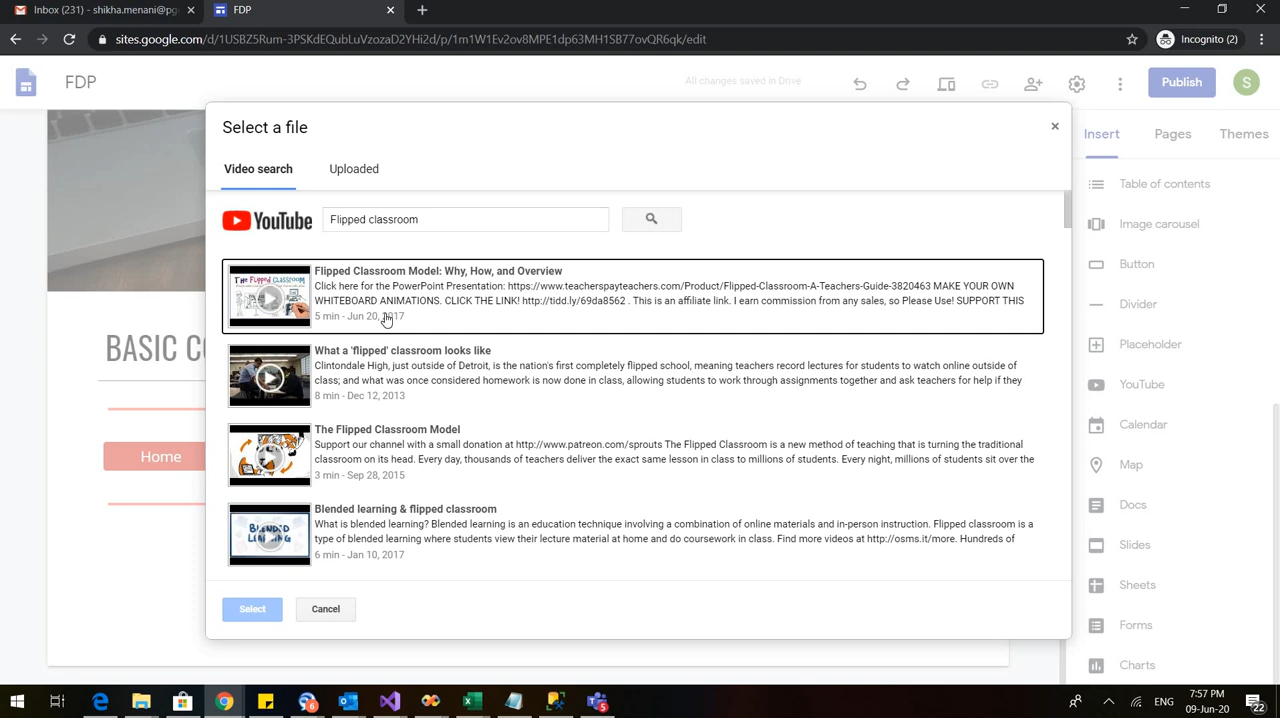 Inbox (231) - shikha.menani@pg
FDP
sites.google.com/d/1USBZ5Rum-3PSKdEQubLuVzozaD2YHi2d/p/1m1W1Ev2ov8MPE1dp63MH1SB77ovQR6qk/edit
Incognito (2)
FDP
All changes saved in Drive
Publish
S
Select a file
×
Insert
Pages
Themes
Video search
Uploaded
YouTube
Flipped classroom
Flipped Classroom Model: Why, How, and Overview
Click here for the PowerPoint Presentation: https://www.teacherspayteachers.com/Product/Flipped-Classroom-A-Teachers-Guide-3820463 MAKE YOUR OWN
WHITEBOARD ANIMATIONS. CLICK THE LINK! http://tidd.ly/69da8562 . This is an affiliate link. I earn commission from any sales, so Please Use! SUPPORT THIS
5 min - Jun 20, 2017
The Flipped Classroom
What a 'flipped' classroom looks like
Clintondale High, just outside of Detroit, is the nation's first completely flipped school, meaning teachers record lectures for students to watch online outside of
class; and what was once considered homework is now done in class, allowing students to work through assignments together and ask teachers for help if they
8 min - Dec 12, 2013
The Flipped Classroom Model
Support our channel with a small donation at http://www.patreon.com/sprouts The Flipped Classroom is a new method of teaching that is turning the traditional
classroom on its head. Every day, thousands of teachers deliver the exact same lesson in class to millions of students. Every night, millions of students sit over the
3 min - Sep 28, 2015
Blended learning & flipped classroom
What is blended learning? Blended learning is an education technique involving a combination of online materials and in-person instruction. Flipped classroom is a
type of blended learning where students view their lecture material at home and do coursework in class. Find more videos at http://osms.it/more. Hundreds of
6 min - Jan 10, 2017
BLENDED
LEARNING
Select
Cancel
BASIC CO
Home
Table of contents
Image carousel
Button
Divider
Placeholder
YouTube
Calendar
Map
Docs
Slides
Sheets
Forms
Charts
6
5
ENG
7:57 PM
09-Jun-20
22